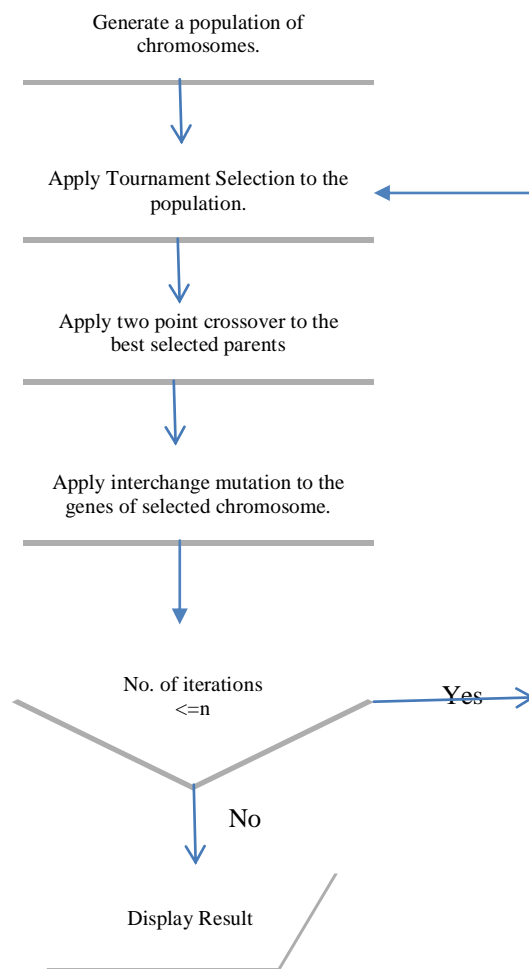 Generate a population of
chromosomes.
Apply Tournament Selection to the
population.
Apply two point crossover to the
best selected parents
Apply interchange mutation to the
genes of selected chromosome.
No. of iterations
<=n
Yes
No
Display Result